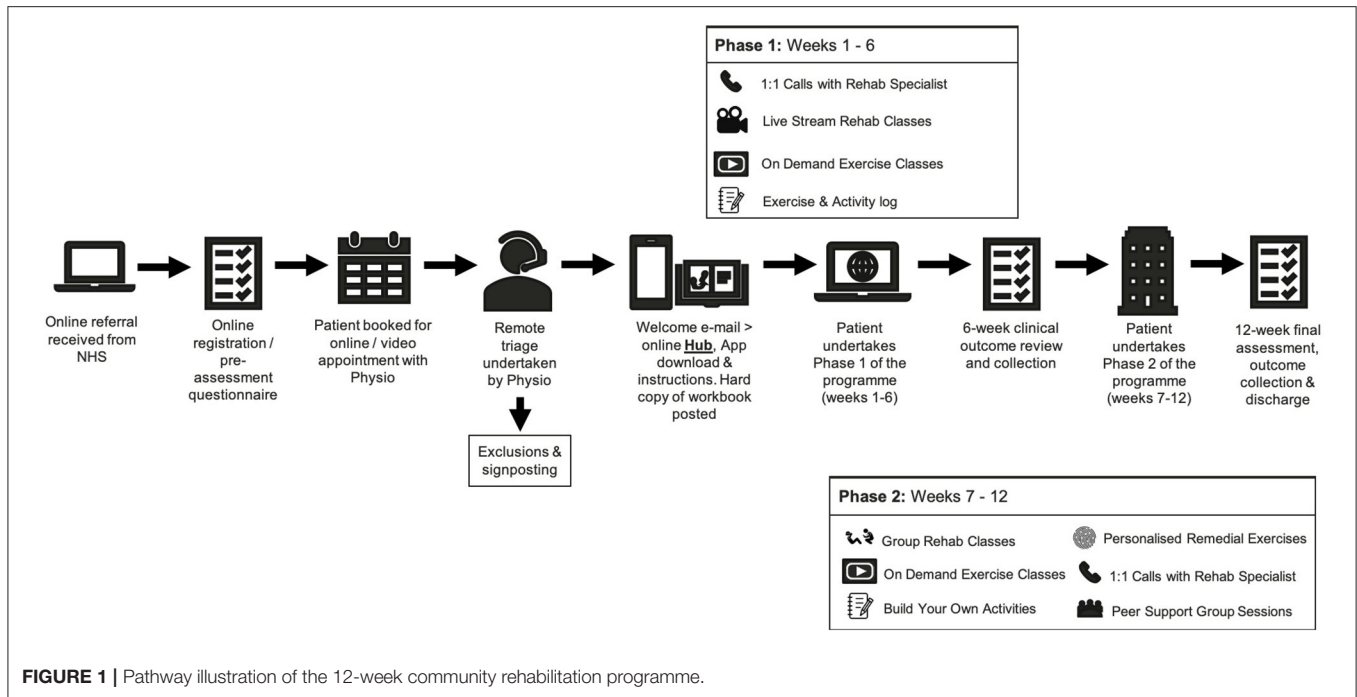 Phase 1: Weeks 1 - 6
1:1 Calls with Rehab Specialist
Live Stream Rehab Classes
On Demand Exercise Classes
Exercise & Activity log
Online referral
received from
NHS
Online
registration /
pre-
assessment
questionnaire
Patient booked for
online / video
appointment with
Physio
Remote
triage
undertaken
by Physio
Exclusions &
signposting
Welcome e-mail >
online Hub, App
download &
instructions. Hard
copy of workbook
posted
Patient
undertakes
Phase 1 of the
programme
(weeks 1-6)
6-week clinical
outcome review
and collection
Patient
undertakes
Phase 2 of the
programme
(weeks 7-12)
12-week final
assessment,
outcome
collection &
discharge
Phase 2: Weeks 7 - 12
Group Rehab Classes
On Demand Exercise Classes
Build Your Own Activities
Personalised Remedial Exercises
1:1 Calls with Rehab Specialist
Peer Support Group Sessions
FIGURE 1 | Pathway illustration of the 12-week community rehabilitation programme.